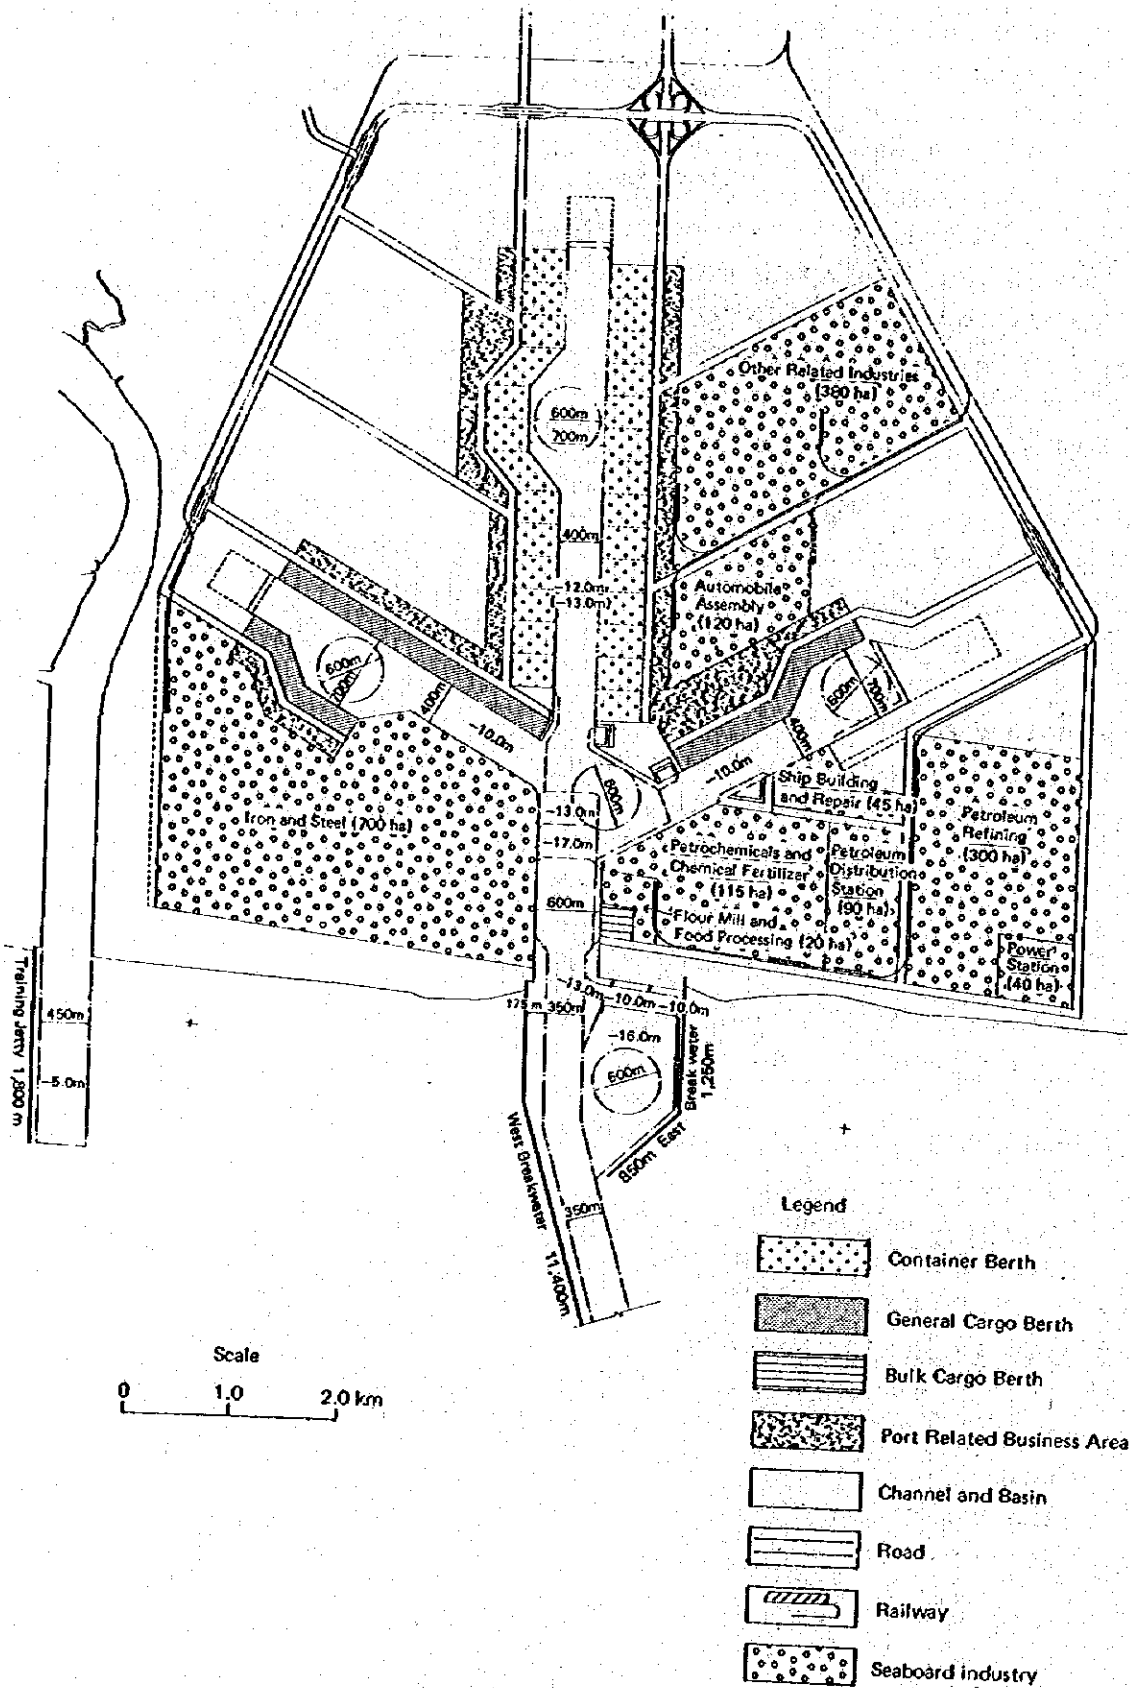 Other Related Industries
(380 ha)
600m
700m
400m
-12.0m
(-13.0m)
Automobile
Assembly
(120 ha)
600m
700m
400m
400m
-10.0m
600m
700m
400m
-10.0m
Ship Building
and Repair (45 ha)
600m
-13.0m
-17.0m
Iron and Steel (700 ha)
Petrochemicals and
Chemical Fertilizer
(115 ha)
Petroleum
Distribution
Station
(90 ha)
Petroleum
Refining
(300 ha)
600m
Flour Mill and
Food Processing (20 ha)
Power
Station
(40 ha)
-13.0m
-10.0m
-10.0m
175 m
350m
-16.0m
600m
Break water
1,250m
850m East
West Breakwater 11,400m
350m
Training Jetty 1,800 m
450m
-5.0m
Scale
0 1.0 2.0 km
Legend
Container Berth
General Cargo Berth
Bulk Cargo Berth
Port Related Business Area
Channel and Basin
Road
Railway
Seaboard industry